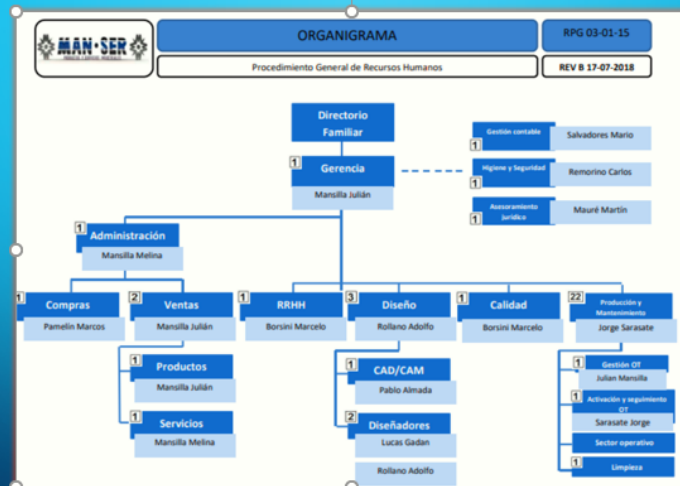 MAN·SER
ORGANIGRAMA
RPG 03-01-15
Procedimiento General de Recursos Humanos
REV B 17-07-2018
Directorio
Familiar
1
Gerencia
Mansilla Julián
Gestión contable
1
Salvadores Mario
Higiene y Seguridad
1
Remorino Carlos
Asesoramiento
jurídico
1
Mauré Martín
1
Administración
Mansilla Melina
1
Compras
Pamelin Marcos
2
Ventas
Mansilla Julián
1
RRHH
Borsini Marcelo
3
Diseño
Rollano Adolfo
1
Calidad
Borsini Marcelo
22
Producción y
Mantenimiento
Jorge Sarasate
1
Productos
Mansilla Julián
1
Servicios
Mansilla Melina
1
CAD/CAM
Pablo Almada
2
Diseñadores
Lucas Gadan
Rollano Adolfo
1
Gestión OT
Julian Mansilla
1
Activación y seguimiento
OT
Sarasate Jorge
Sector operativo
1
Limpieza